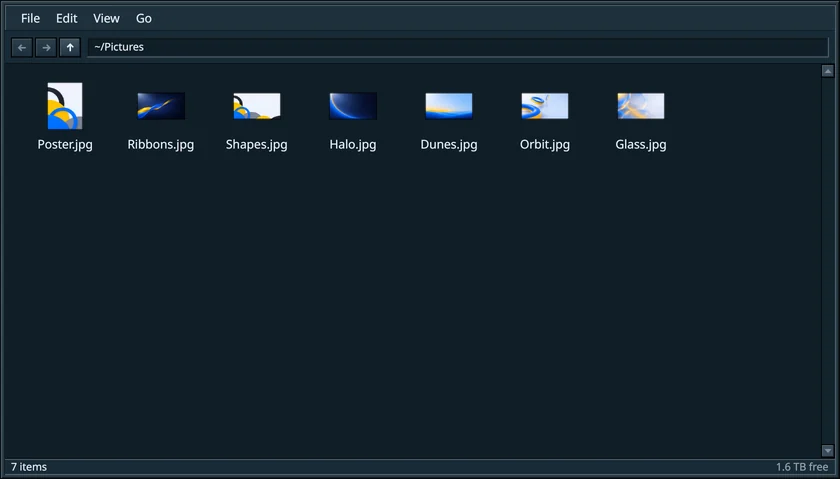 File Edit View Go
~/Pictures
Poster.jpg Ribbons.jpg Shapes.jpg Halo.jpg Dunes.jpg Orbit.jpg Glass.jpg
7 items 1.6 TB free